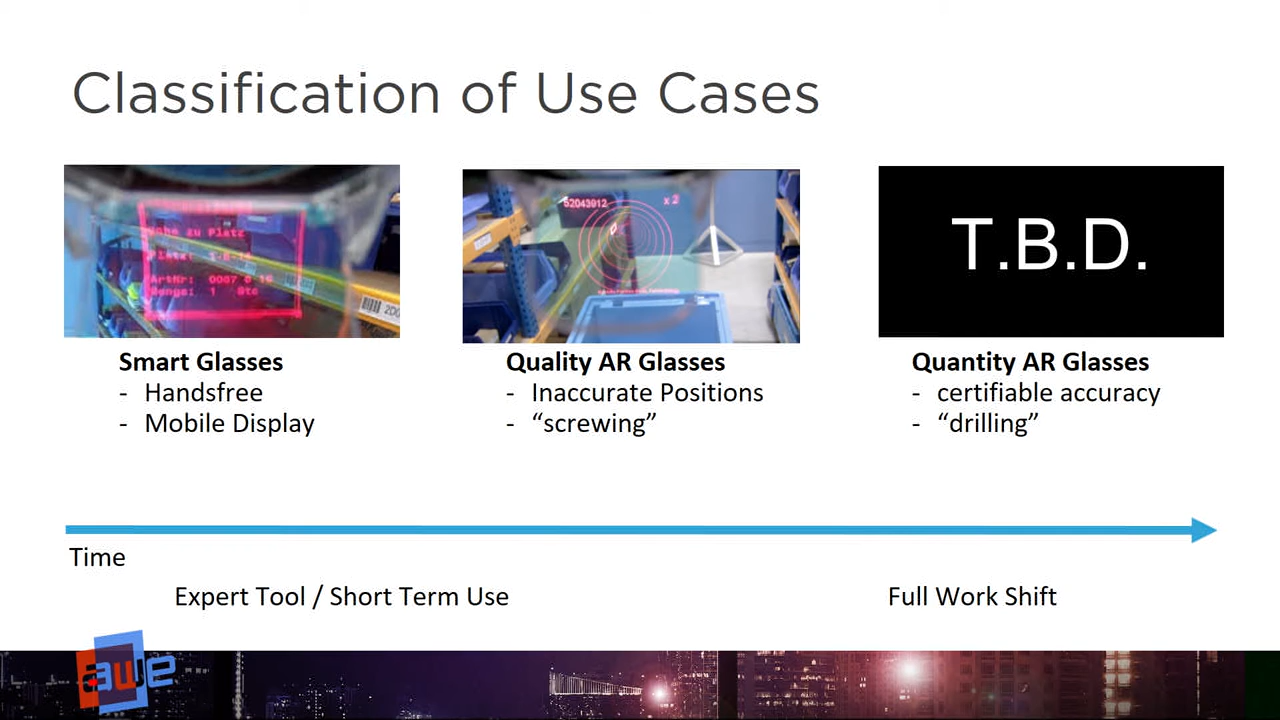 Classification of Use Cases
52043912
x 2
T.B.D.
Smart Glasses
- Handsfree
- Mobile Display
Quality AR Glasses
- Inaccurate Positions
- “screwing”
Quantity AR Glasses
- certifiable accuracy
- “drilling”
Time
Expert Tool / Short Term Use
Full Work Shift
awe